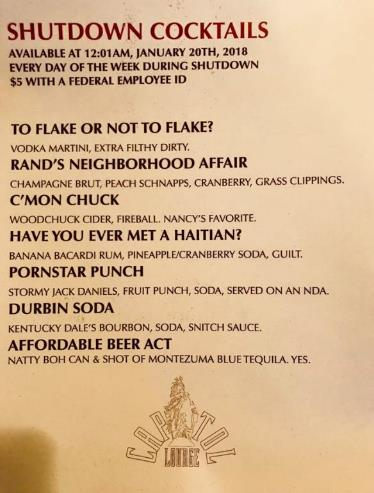 SHUTDOWN COCKTAILS
AVAILABLE AT 12:01AM, JANUARY 20TH, 2018
EVERY DAY OF THE WEEK DURING SHUTDOWN
$5 WITH A FEDERAL EMPLOYEE ID
TO FLAKE OR NOT TO FLAKE?
VODKA MARTINI, EXTRA FILTHY DIRTY.
RAND'S NEIGHBORHOOD AFFAIR
CHAMPAGNE BRUT, PEACH SCHNAPPS, CRANBERRY, GRASS CLIPPINGS.
C'MON CHUCK
WOODCHUCK CIDER, FIREBALL. NANCY'S FAVORITE.
HAVE YOU EVER MET A HAITIAN?
BANANA BACARDI RUM, PINEAPPLE/CRANBERRY SODA, GUILT.
PORNSTAR PUNCH
STORMY JACK DANIELS, FRUIT PUNCH, SODA, SERVED ON AN NDA.
DURBIN SODA
KENTUCKY DALE'S BOURBON, SODA, SNITCH SAUCE.
AFFORDABLE BEER ACT
NATTY BOH CAN & SHOT OF MONTEZUMA BLUE TEQUILA. YES.
CAPITOL
LOUNGE